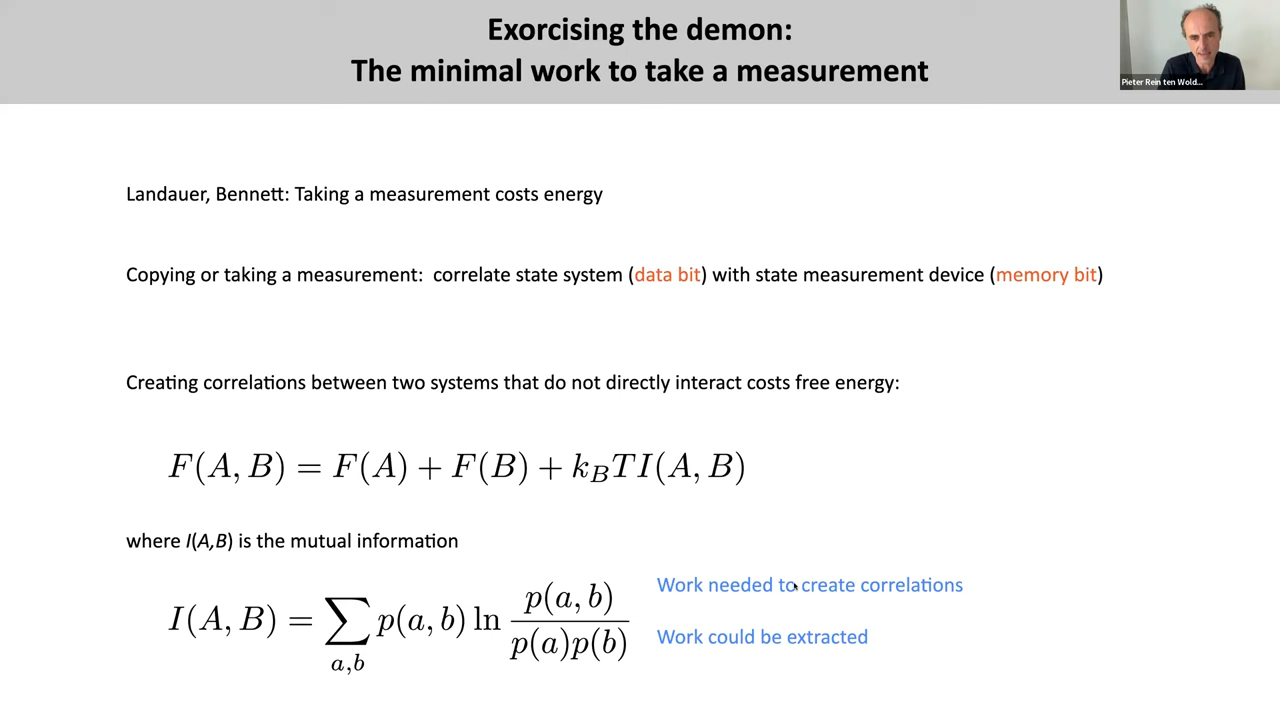 Exorcising the demon:
The minimal work to take a measurement
Pieter Rein ten Wold...
Landauer, Bennett: Taking a measurement costs energy
Copying or taking a measurement:  correlate state system (data bit) with state measurement device (memory bit)
Creating correlations between two systems that do not directly interact costs free energy:
F(A, B) = F(A) + F(B) + k_B T I(A, B)
where I(A,B) is the mutual information
I(A, B) = ∑_{a,b} p(a, b) ln p(a, b) / p(a)p(b)
Work needed to create correlations
Work could be extracted